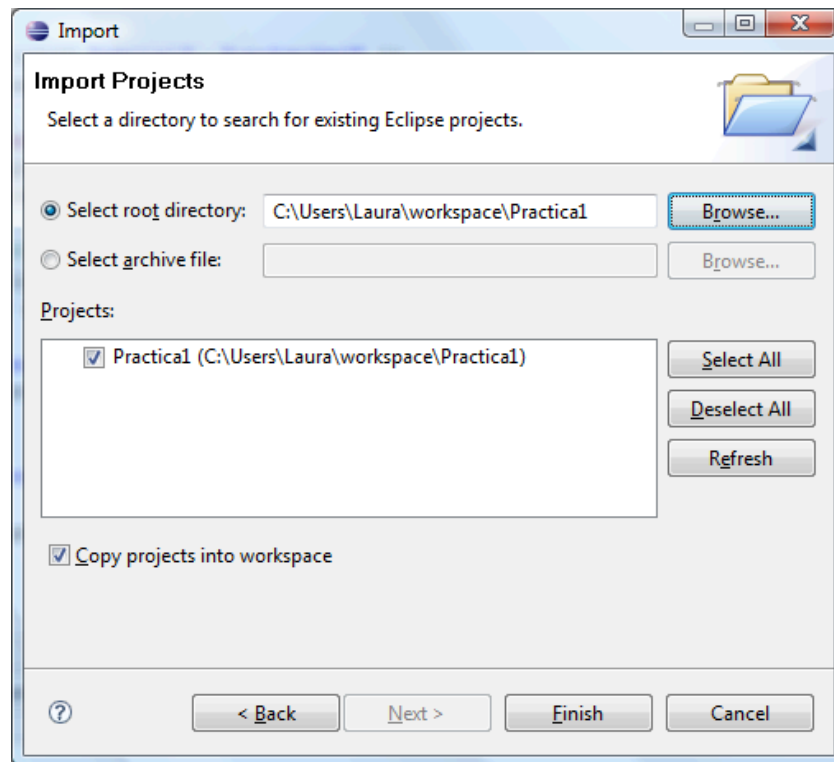 Import
Import Projects
Select a directory to search for existing Eclipse projects.
Select root directory: C:\Users\Laura\workspace\Practica1 Browse...
Select archive file: Browse...
Projects:
Practica1 (C:\Users\Laura\workspace\Practica1)
Select All
Deselect All
Refresh
Copy projects into workspace
? < Back Next > Finish Cancel